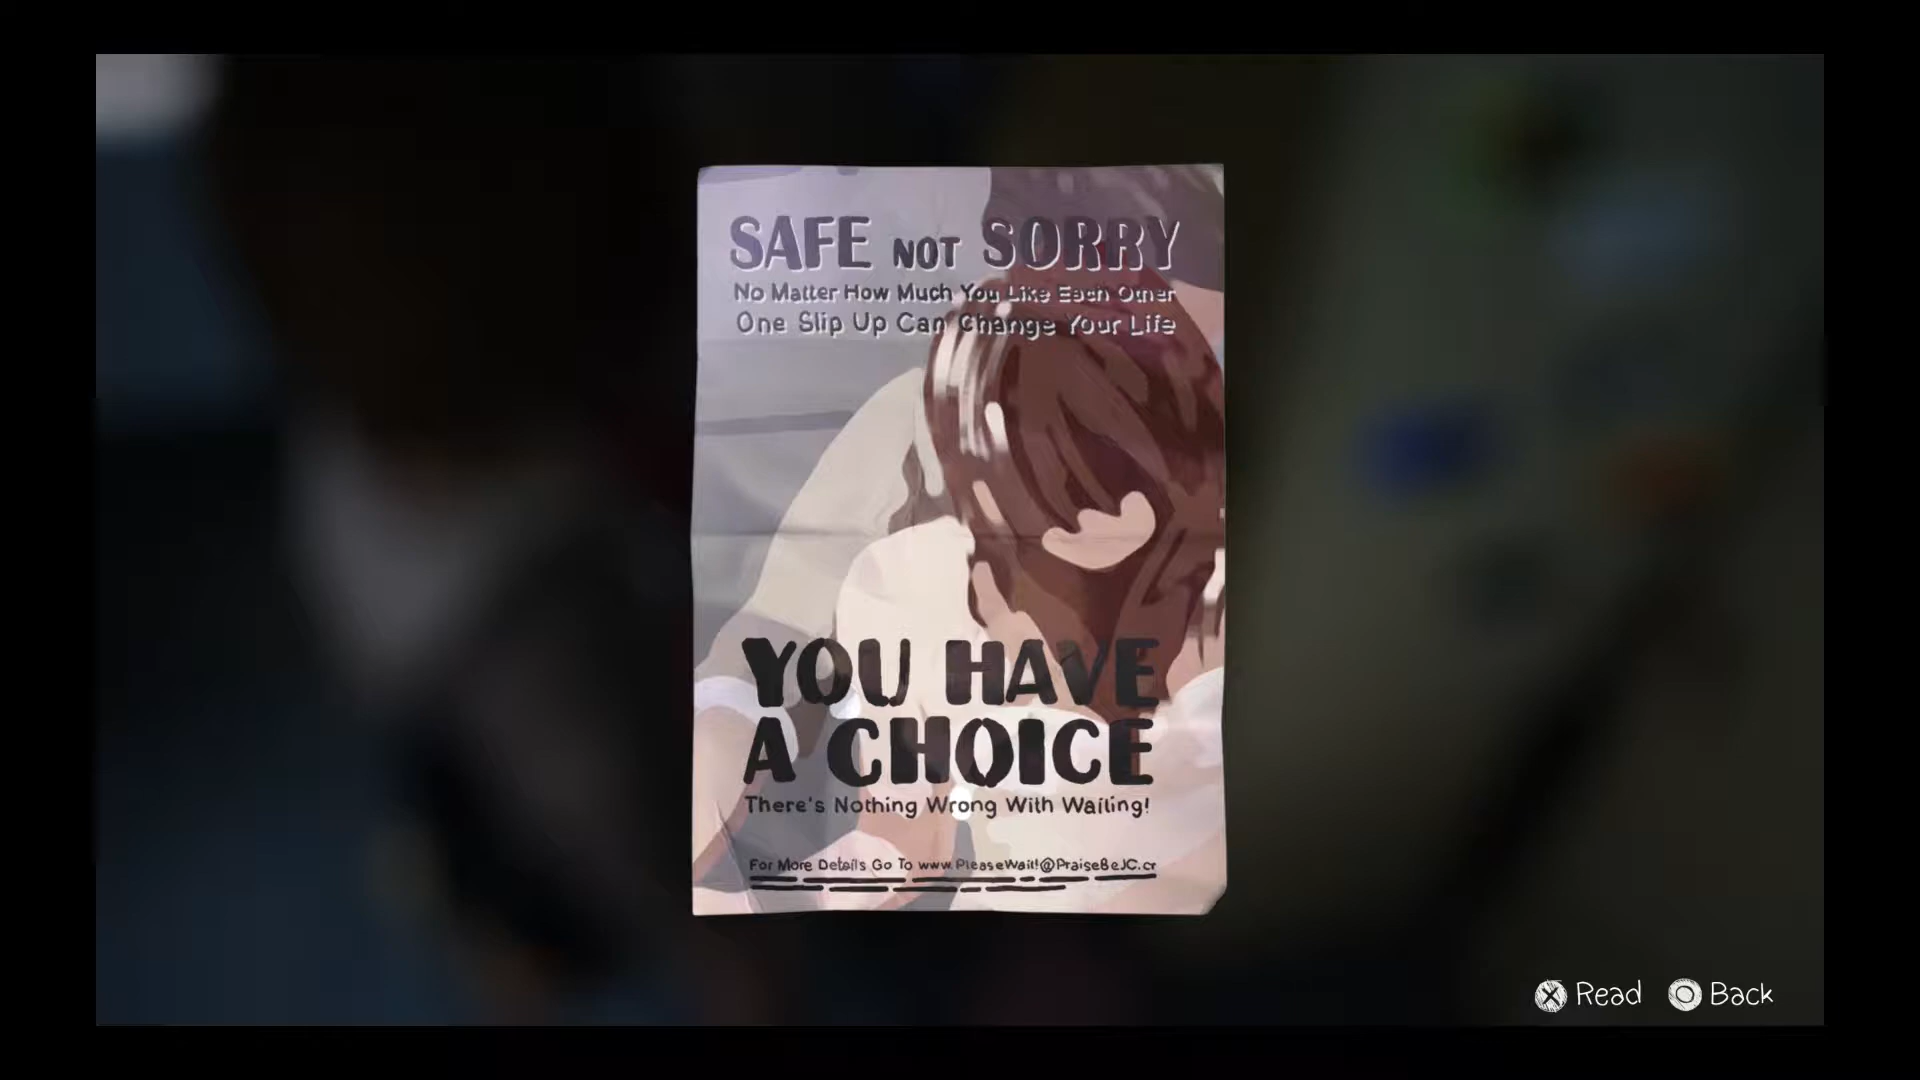 SAFE NOT SORRY
No Matter How Much You Like Each Other
One Slip Up Can Change Your Life
YOU HAVE
A CHOICE
There's Nothing Wrong With Waiting!
For More Details Go To www.PleaseWait!@PraiseBeJC.cr
Read Back